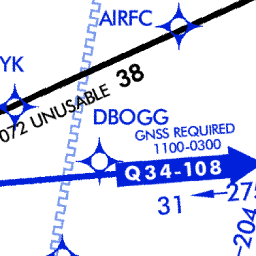 AIRFC
YK
38
072 UNUSABLE
DBOGG
GNSS REQUIRED
1100-0300
Q34-108
275
31
204